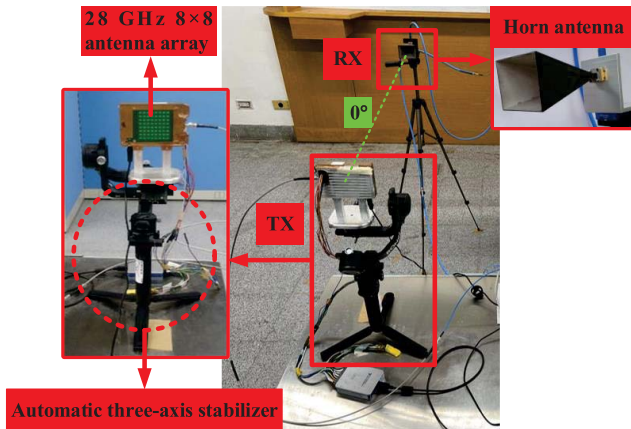 28 GHz 8×8
antenna array
RX
Horn antenna
0°
TX
Automatic three-axis stabilizer